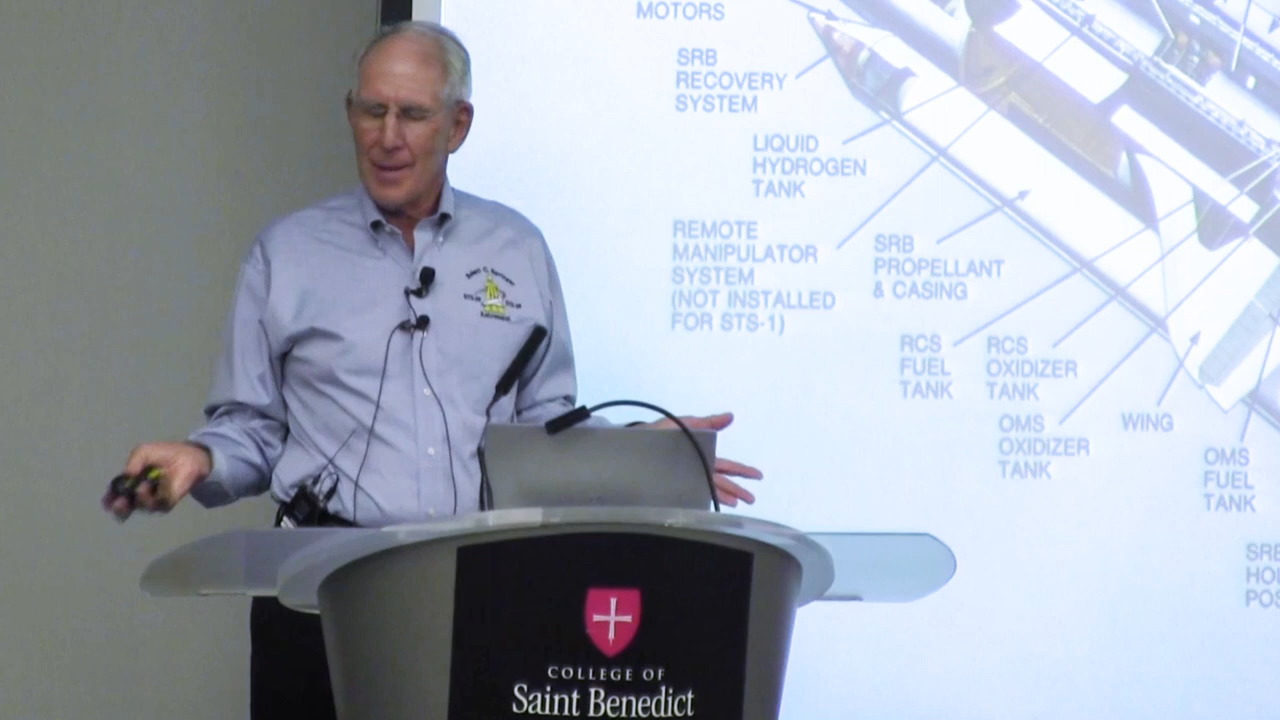 MOTORS
SRB
RECOVERY
SYSTEM
LIQUID
HYDROGEN
TANK
REMOTE
MANIPULATOR
SYSTEM
(NOT INSTALLED
FOR STS-1)
SRB
PROPELLANT
& CASING
RCS
FUEL
TANK
RCS
OXIDIZER
TANK
OMS
OXIDIZER
TANK
WING
OMS
FUEL
TANK
COLLEGE OF
Saint Benedict